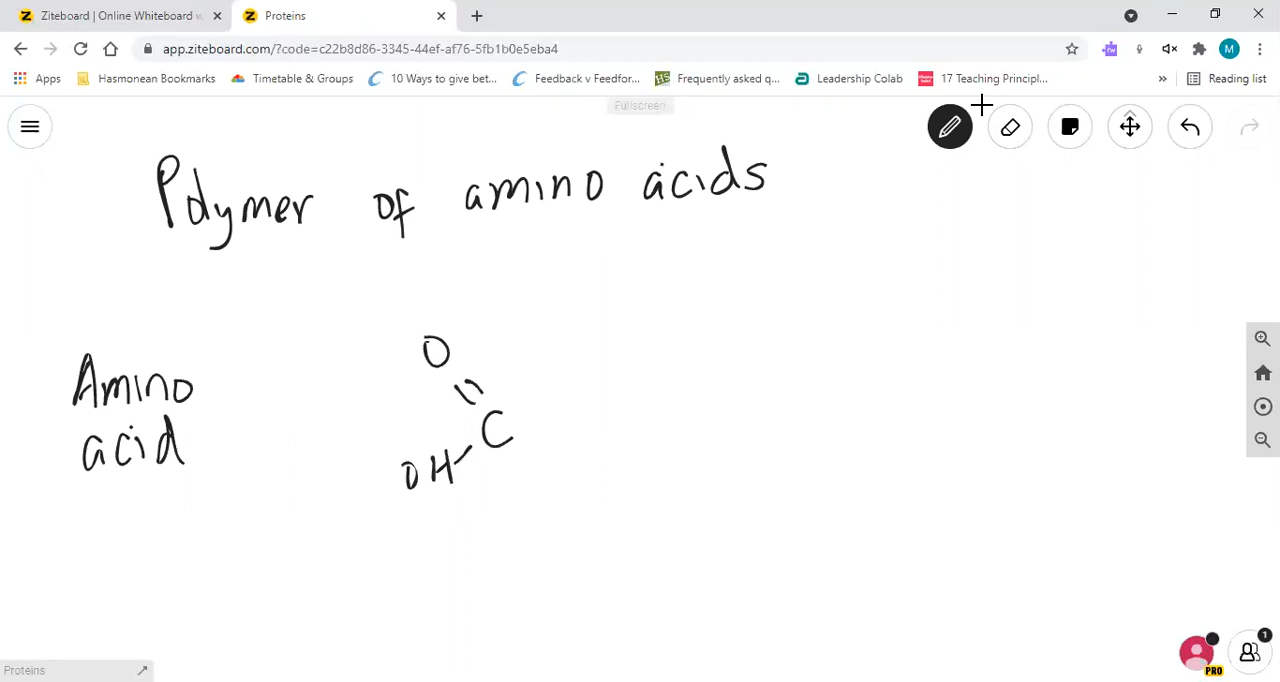 Ziteboard | Online Whiteboard w
Proteins
app.ziteboard.com/?code=c22b8d86-3345-44ef-af76-5fb1b0e5eba4
Apps Hasmonean Bookmarks Timetable & Groups 10 Ways to give bet... Feedback v Feedfor... Frequently asked q... Leadership Colab 17 Teaching Principl... » Reading list
M
Fullscreen
Polymer of amino acids
O
Amino
C
acid
OH
1
PRO
Proteins